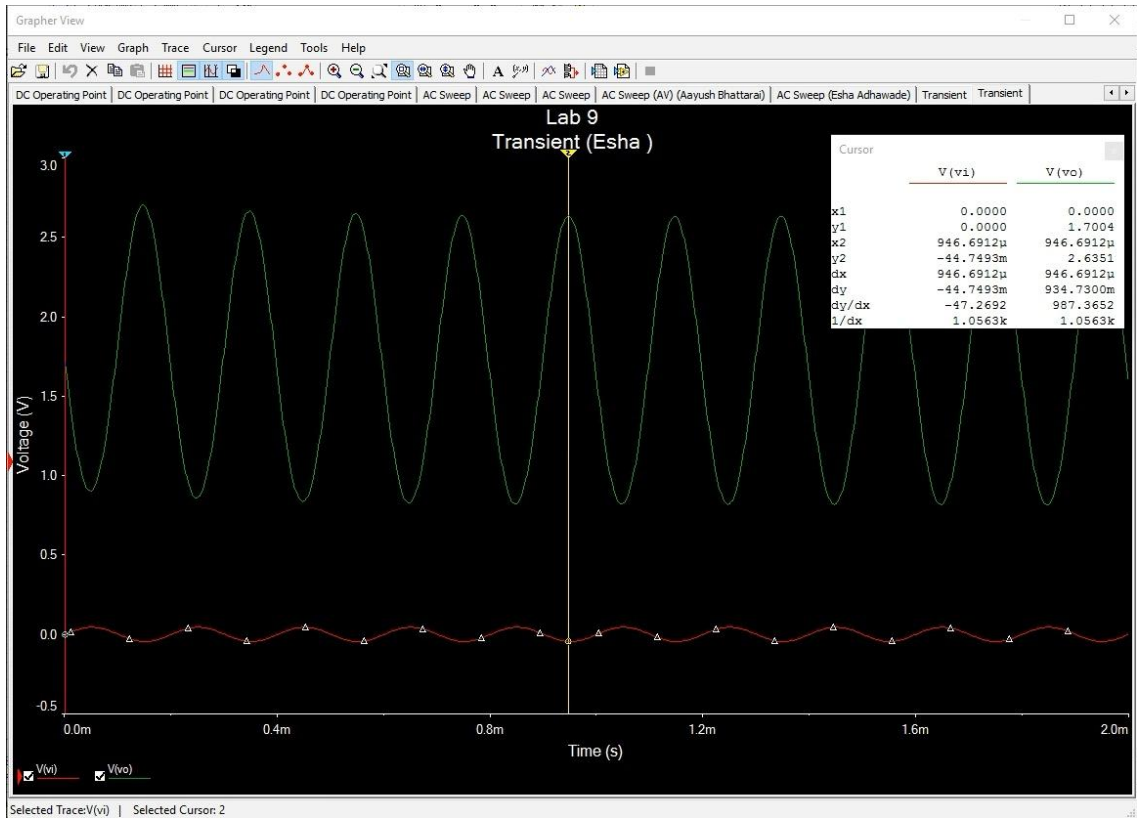 Grapher View
File Edit View Graph Trace Cursor Legend Tools Help
DC Operating Point DC Operating Point DC Operating Point DC Operating Point AC Sweep AC Sweep AC Sweep AC Sweep (AV) (Aayush Bhattarai) AC Sweep (Esha Adhawade) Transient Transient
Lab 9
Transient (Esha )
Cursor
V(vi) V(vo)
x1 0.0000 0.0000
y1 0.0000 1.7004
x2 946.6912µ 946.6912µ
y2 -44.7493m 2.6351
dx 946.6912µ 946.6912µ
dy -44.7493m 934.7300m
dy/dx -47.2692 987.3652
1/dx 1.0563k 1.0563k
1
2
3.0
2.5
2.0
1.5
1.0
0.5
0.0
-0.5
Voltage (V)
0.0m 0.4m 0.8m 1.2m 1.6m 2.0m
Time (s)
V(vi) V(vo)
Selected Trace:V(vi) | Selected Cursor: 2